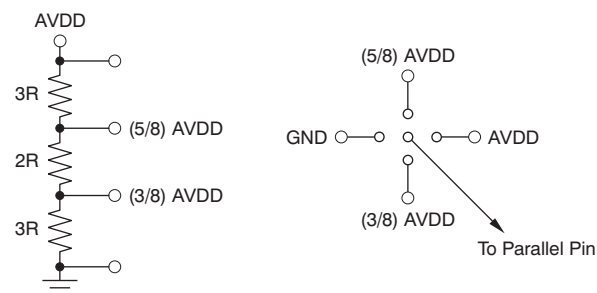 AVDD
3R
(5/8) AVDD
2R
(3/8) AVDD
3R
(5/8) AVDD
GND
AVDD
(3/8) AVDD
To Parallel Pin